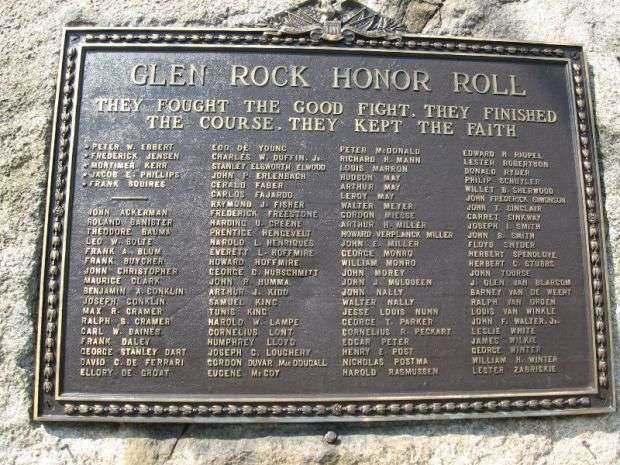 GLEN ROCK HONOR ROLL
THEY FOUGHT THE GOOD FIGHT. THEY FINISHED
THE COURSE. THEY KEPT THE FAITH
PETER W. EBBERT
FREDERICK JENSEN
MORTIMER KERR
JACOB E. PHILLIPS
FRANK SQUIRES
JOHN ACKERMAN
ROLAND BANISTER
THEODORE BAUMA
LEO W. BOLTE
FRANK A. BLUM
FRANK BUYCHER
JOHN CHRISTOPHER
MAURICE CLARK
BENJAMIN A. CONKLIN
JOSEPH CONKLIN
MAX R. CRAMER
RALPH S. CRAMER
CARL W. DAINES
FRANK DALEY
GEORGE STANLEY DART
DAVID C. DE FERRARI
ELLORY DE GROAT
EDO DE YOUNG
CHARLES W. DUFFIN, Jr.
STANLEY ELSWORTH ELWOOD
JOHN P. ERLENBACH
GERALD FABER
CARLOS FAJARDO
RAYMOND J. FISHER
FREDERICK FREESTONE
HARDING U. GREENE
PRENTICE HENGEVELT
HAROLD L. HENRIQUES
EVERETT L. HOFFMIRE
HOWARD HOFFMIRE
GEORGE C. HUBSCHMITT
JOHN R. HUMMA
ARTHUR J. KIDD
SAMUEL KING
TUNIS KING
HAROLD W. LAMPE
CORNELIUS LONT
HUMPHREY LLOYD
JOSEPH C. LOUGHERY
GORDON DUVAR MacDOUGALL
EUGENE McCOY
PETER McDONALD
RICHARD H. MANN
LOUIS MARRON
HUDSON MAY
ARTHUR MAY
LEROY MAY
WALTER MEYER
GORDON MIESSE
ARTHUR H. MILLER
HOWARD VERPLANCK MILLER
JOHN E. MILLER
GEORGE MONRO
WILLIAM MONRO
JOHN MOREY
JOHN J. MULQUEEN
JOHN NALLY
WALTER NALLY
JESSE LOUIS NUNN
GEORGE T. PARKER
CORNELIUS R. PECKART
EDGAR PETER
HENRY E. POST
NICHOLAS POSTMA
HAROLD RASMUSSEN
EDWARD H. RIOPEL
LESTER ROBERTSON
DONALD RYDER
PHILIP SCHUYLER
WILLET B. SHERWOOD
JOHN FREDERICK SIMONSON
JOHN T. SINCLAIR
GARRET SINKWAY
JOSEPH L. SMITH
JOHN B. SMITH
FLOYD SNYDER
HERBERT SPENGLOVE
HERBERT C. STUBBS
JOHN TUORSE
J. GLEN VAN BLARCOM
BARNEY VAN DE WEERT
RALPH VAN ORDEN
LOUIS VAN WINKLE
JOHN F. WALTER, Jr.
LESLIE WHITE
JAMES WILKIE
GEORGE WINTER
WILLIAM H. WINTER
LESTER ZABRISKIE